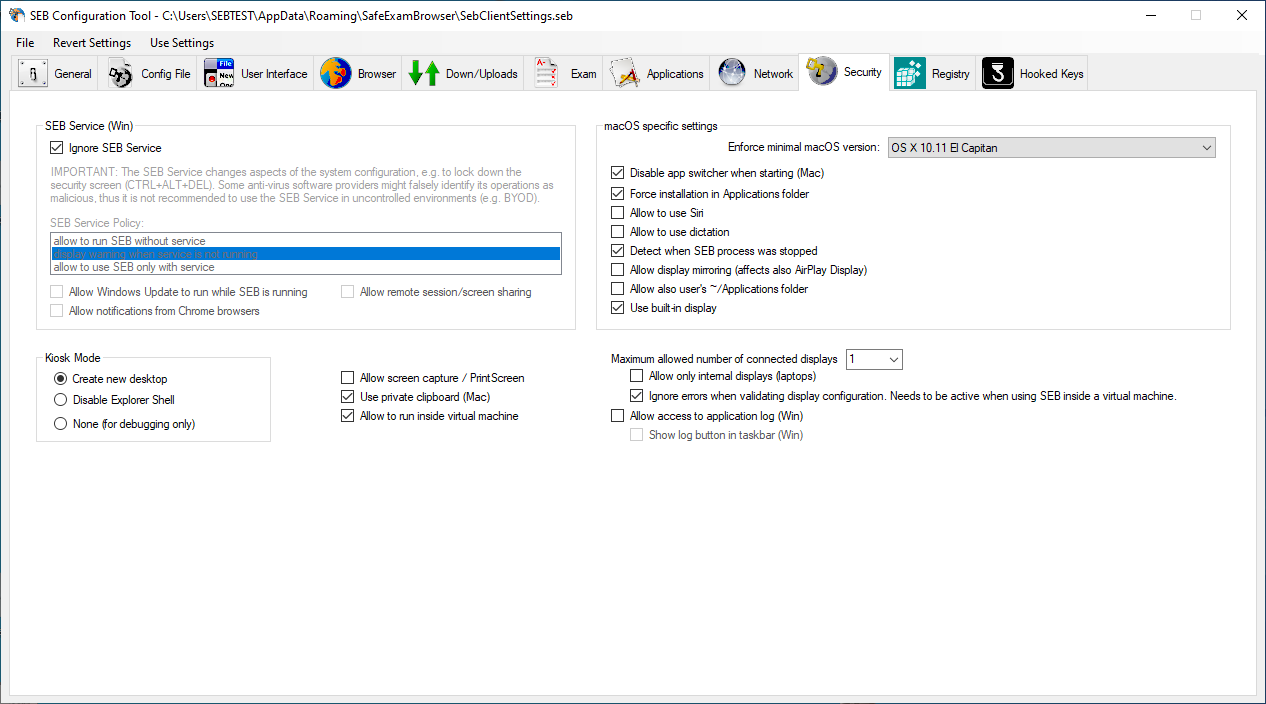 SEB Configuration Tool - C:\Users\SEBTEST\AppData\Roaming\SafeExamBrowser\SebClientSettings.seb
File Revert Settings Use Settings
General Config File User Interface Browser Down/Uploads Exam Applications Network Security Registry Hooked Keys
SEB Service (Win)
Ignore SEB Service
IMPORTANT: The SEB Service changes aspects of the system configuration, e.g. to lock down the
security screen (CTRL+ALT+DEL). Some anti-virus software providers might falsely identify its operations as
malicious, thus it is not recommended to use the SEB Service in uncontrolled environments (e.g. BYOD).
SEB Service Policy:
allow to run SEB without service
display warning when service is not running
allow to use SEB only with service
Allow Windows Update to run while SEB is running
Allow remote session/screen sharing
Allow notifications from Chrome browsers
macOS specific settings
Enforce minimal macOS version: OS X 10.11 El Capitan
Disable app switcher when starting (Mac)
Force installation in Applications folder
Allow to use Siri
Allow to use dictation
Detect when SEB process was stopped
Allow display mirroring (affects also AirPlay Display)
Allow also user's ~/Applications folder
Use built-in display
Kiosk Mode
Create new desktop
Disable Explorer Shell
None (for debugging only)
Allow screen capture / PrintScreen
Use private clipboard (Mac)
Allow to run inside virtual machine
Maximum allowed number of connected displays 1
Allow only internal displays (laptops)
Ignore errors when validating display configuration. Needs to be active when using SEB inside a virtual machine.
Allow access to application log (Win)
Show log button in taskbar (Win)